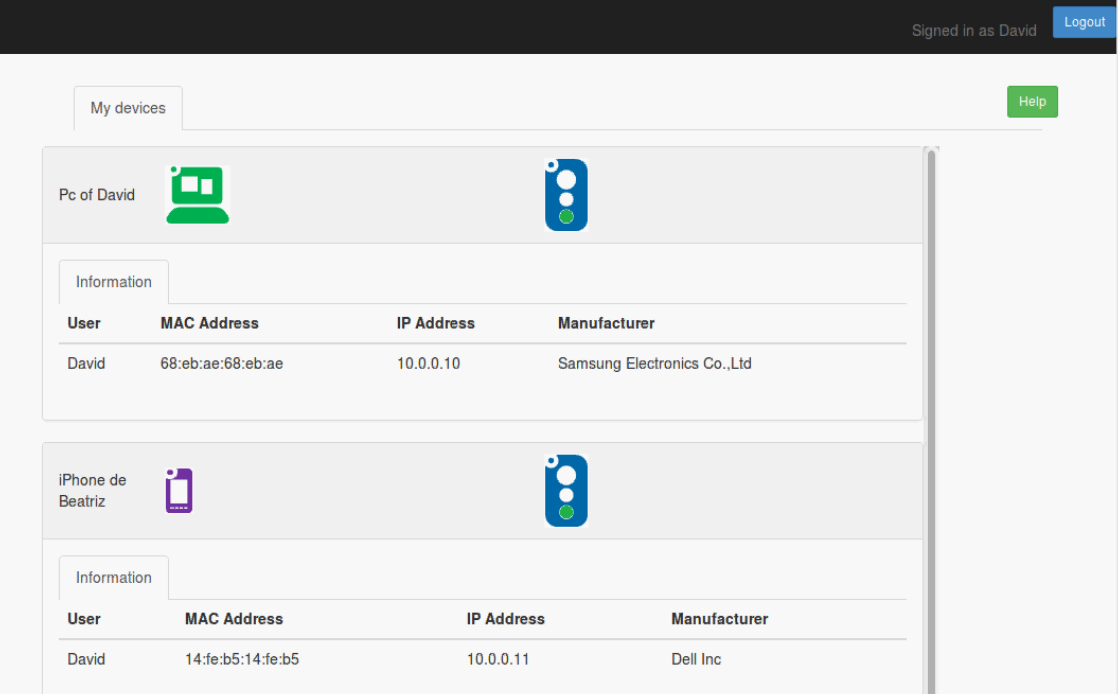 Signed in as David Logout
My devices Help
Pc of David
Information
User MAC Address IP Address Manufacturer
David 68:eb:ae:68:eb:ae 10.0.0.10 Samsung Electronics Co.,Ltd
iPhone de
Beatriz
Information
User MAC Address IP Address Manufacturer
David 14:fe:b5:14:fe:b5 10.0.0.11 Dell Inc